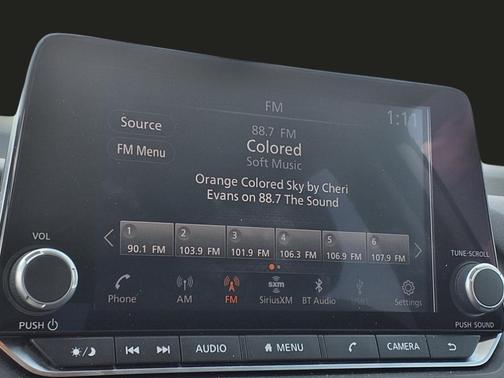 FM
1:11
Source
88.7 FM
Colored
FM Menu
Soft Music
Orange Colored Sky by Cheri
Evans on 88.7 The Sound
1 2 3 4 5 6
90.1 FM 103.9 FM 101.9 FM 106.3 FM 106.9 FM 107.9 FM
VOL
TUNE-SCROLL
sxm
Phone AM FM SiriusXM BT Audio Settings
PUSH
PUSH SOUND
AUDIO MENU CAMERA